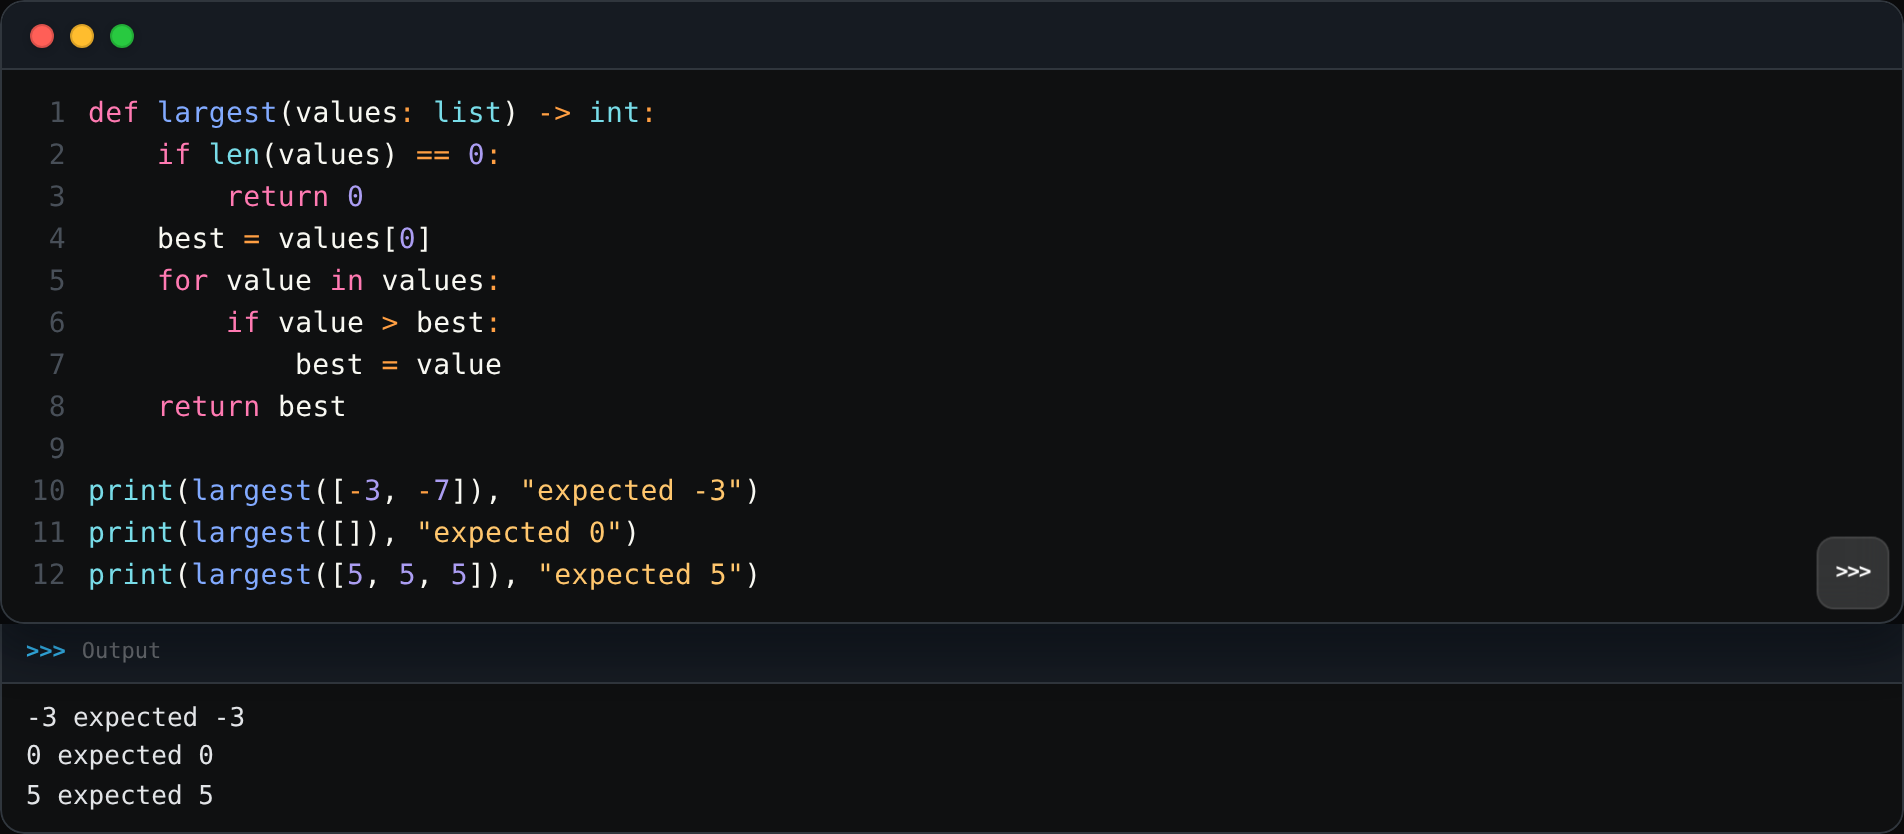 1 def largest(values: list) -> int:
2     if len(values) == 0:
3         return 0
4     best = values[0]
5     for value in values:
6         if value > best:
7             best = value
8     return best
9
10 print(largest([-3, -7]), "expected -3")
11 print(largest([]), "expected 0")
12 print(largest([5, 5, 5]), "expected 5")
>>>
>>> Output
-3 expected -3
0 expected 0
5 expected 5